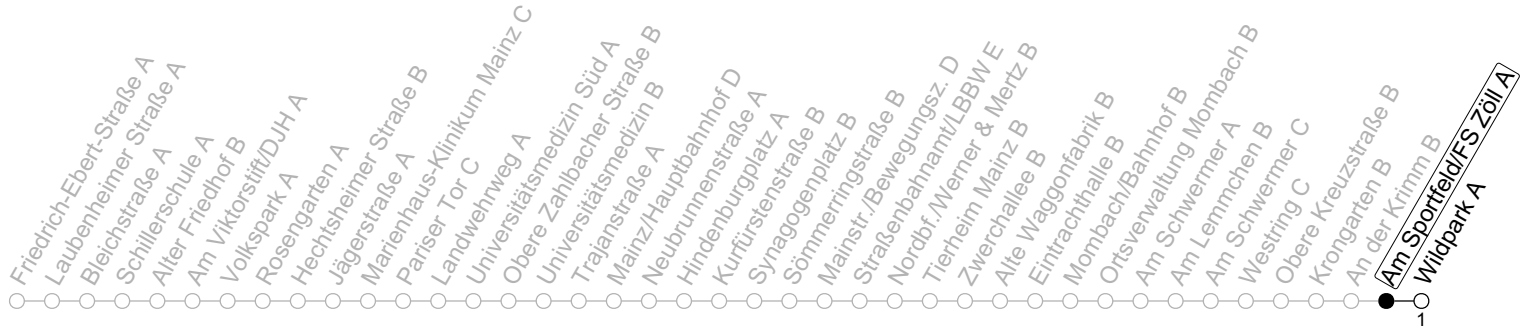 Friedrich-Ebert-Straße A
Laubenheimer Straße A
Bleichstraße A
Schillerschule A
Alter Friedhof B
Am Viktorstift/DJH A
Volkspark A
Rosengarten A
Hechtsheimer Straße B
Jägerstraße A
Marienhaus-Klinikum Mainz C
Pariser Tor C
Landwehrweg A
Universitätsmedizin Süd A
Obere Zahlbacher Straße B
Universitätsmedizin B
Trajanstraße A
Mainz/Hauptbahnhof D
Neubrunnenstraße A
Hindenburgplatz A
Kurfürstenstraße B
Synagogenplatz B
Sömmerringstraße B
Mainstr./Bewegungsz. D
Straßenbahnamt/LBBW E
Nordbf./Werner & Mertz B
Tierheim Mainz B
Zwerchallee B
Alte Waggonfabrik B
Eintrachthalle B
Mombach/Bahnhof B
Ortsverwaltung Mombach B
Am Schwermer A
Am Lemmchen B
Am Schwermer C
Westring C
Obere Kreuzstraße B
Krongarten B
An der Krimm B
Am Sportfeld/FS Zöll A
Wildpark A
1